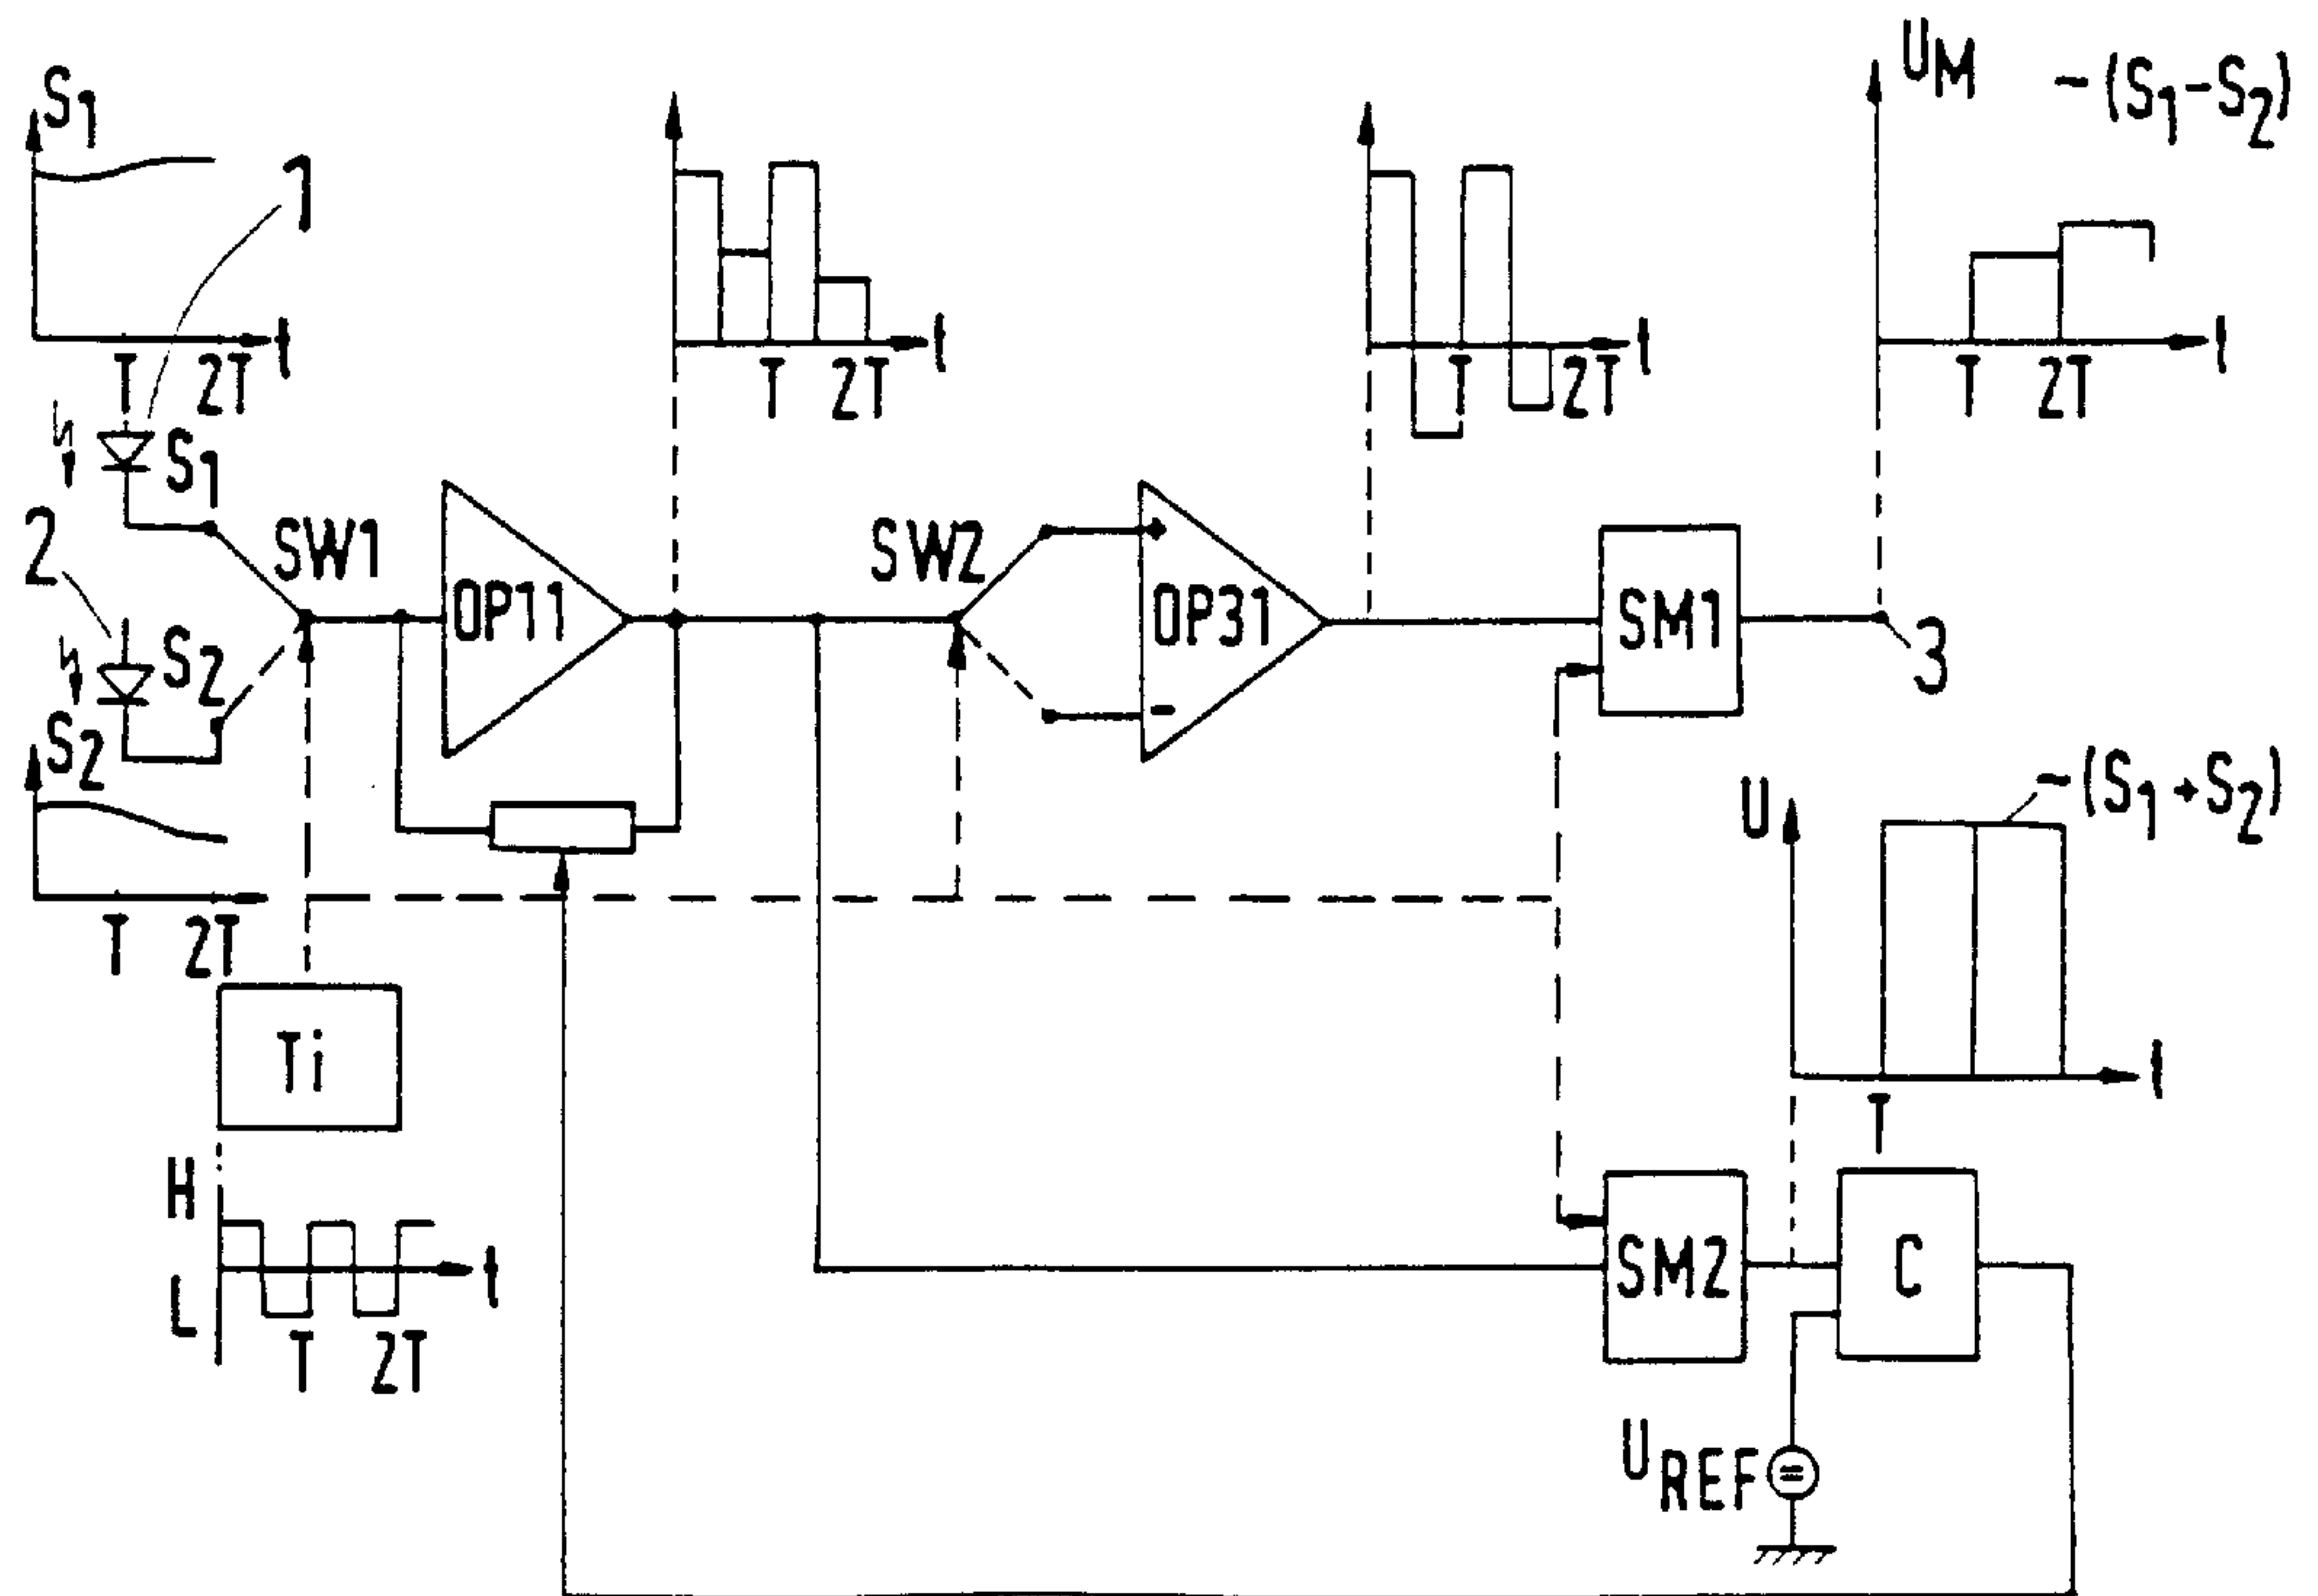 S1
1
t
T 2T
S1
2
S2
S2
T 2T
SW1
OP11
t
T 2T
SW2
+
-
OP31
t
T 2T
SM1
3
UM ~(S1-S2)
t
T 2T
Ti
H
L
t
T 2T
U ~(S1+S2)
t
T
SM2
C
UREF
=